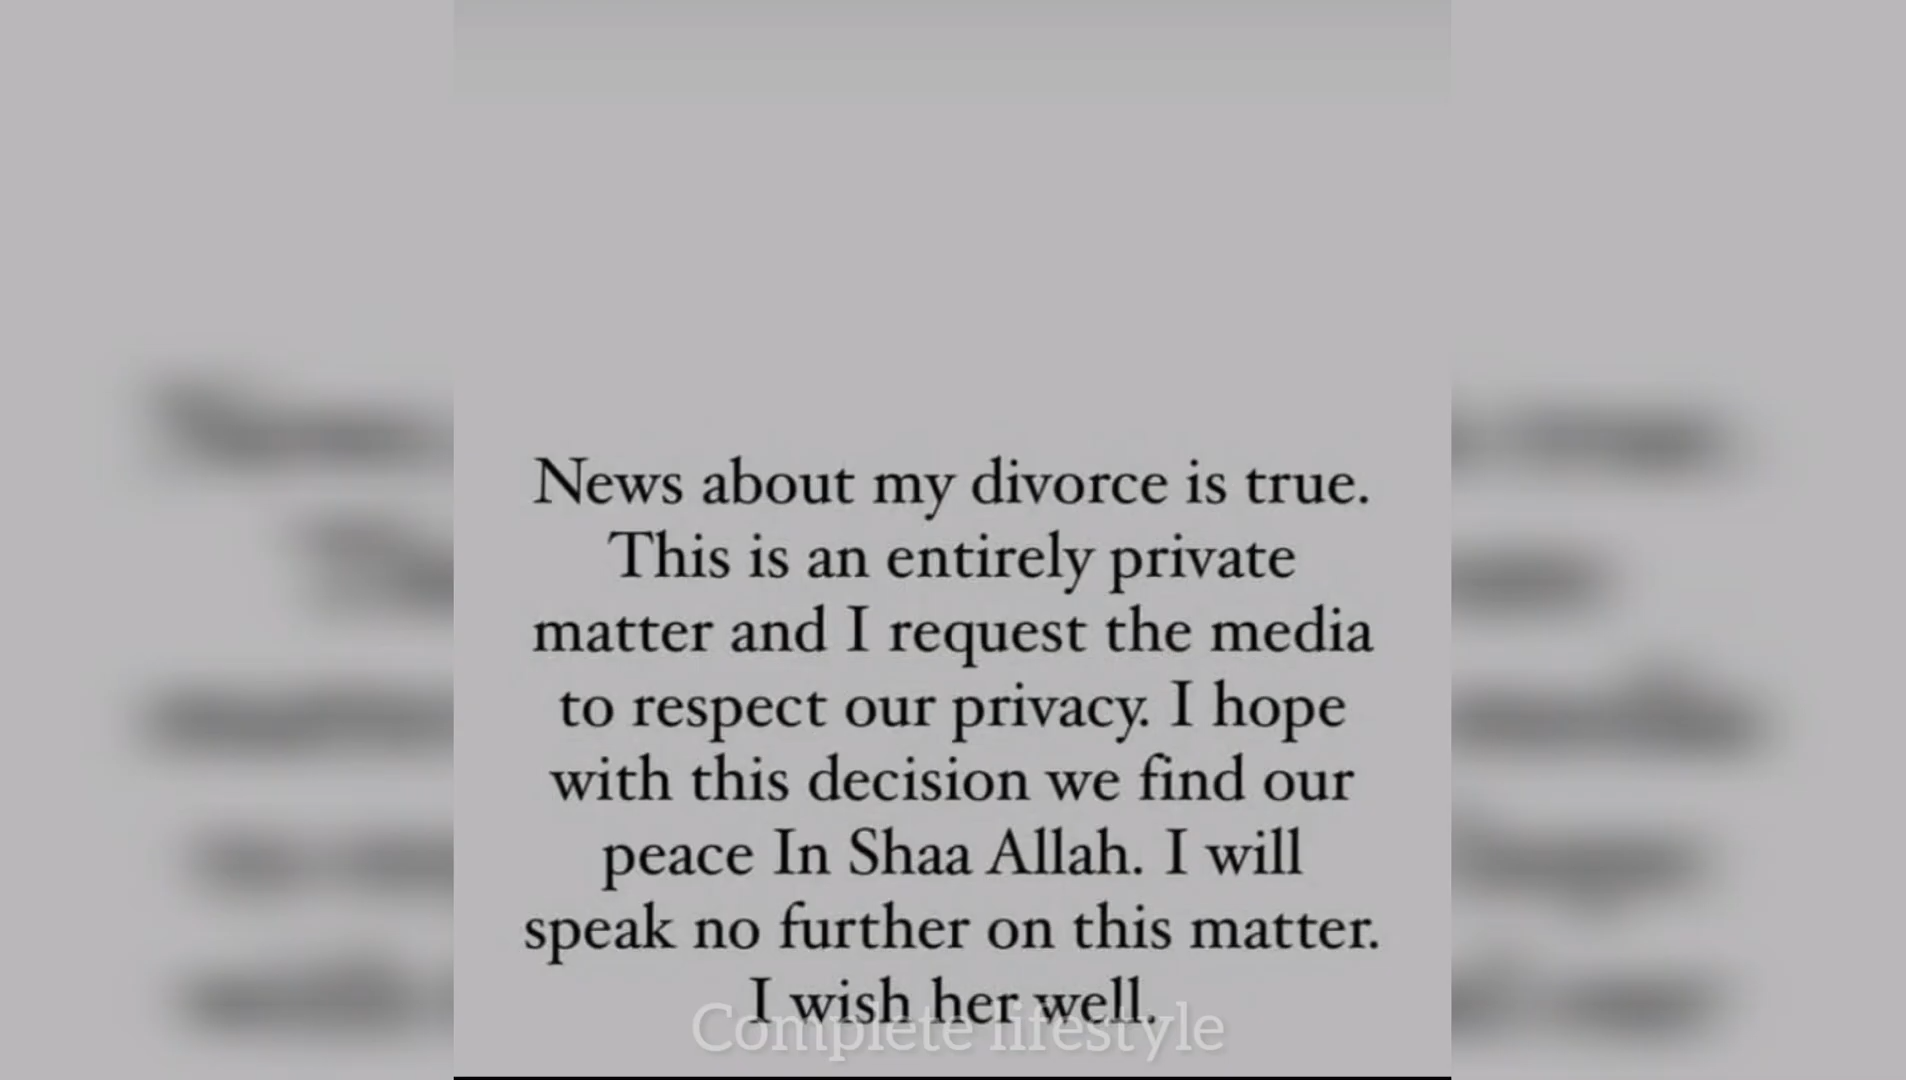 News about my divorce is true.
This is an entirely private
matter and I request the media
to respect our privacy. I hope
with this decision we find our
peace In Shaa Allah. I will
speak no further on this matter.
I wish her well.
Complete lifestyle